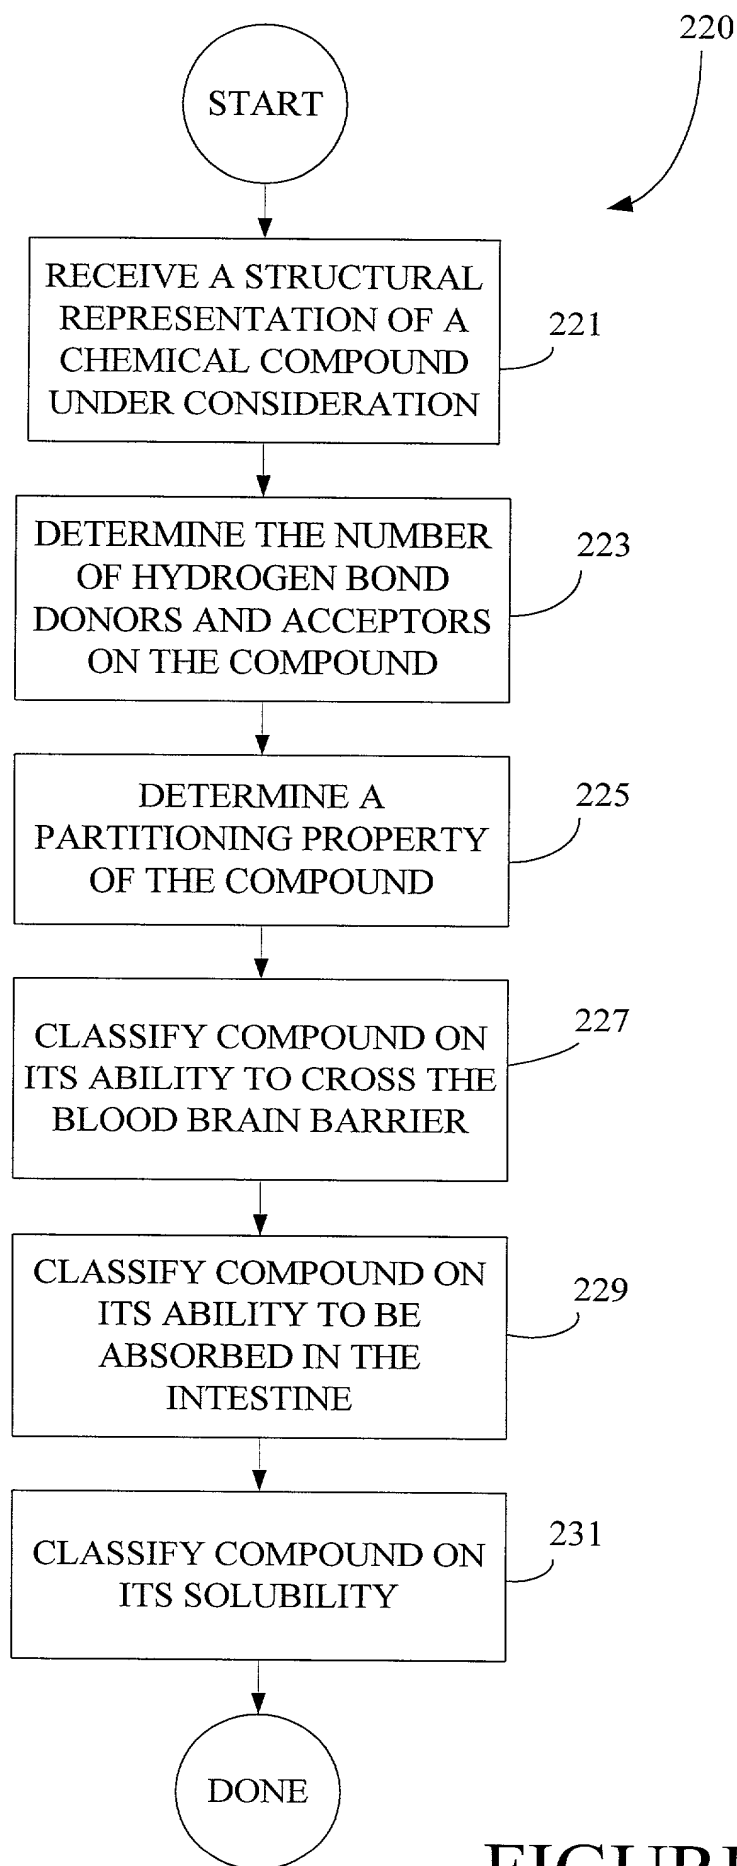 220
START
RECEIVE A STRUCTURAL
REPRESENTATION OF A
CHEMICAL COMPOUND
UNDER CONSIDERATION
221
DETERMINE THE NUMBER
OF HYDROGEN BOND
DONORS AND ACCEPTORS
ON THE COMPOUND
223
DETERMINE A
PARTITIONING PROPERTY
OF THE COMPOUND
225
CLASSIFY COMPOUND ON
ITS ABILITY TO CROSS THE
BLOOD BRAIN BARRIER
227
CLASSIFY COMPOUND ON
ITS ABILITY TO BE
ABSORBED IN THE
INTESTINE
229
CLASSIFY COMPOUND ON
ITS SOLUBILITY
231
DONE